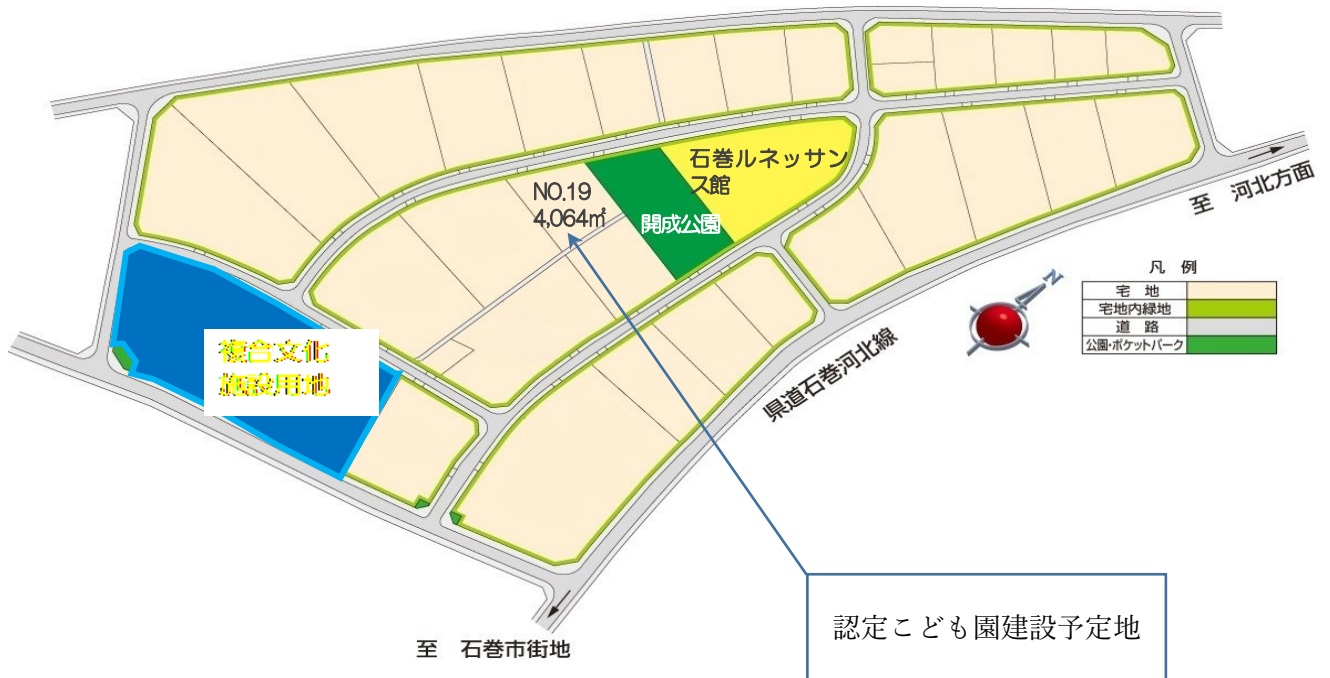 石巻ルネッサン
ス館
NO.19
4,064㎡
開成公園
至 河北方面
N
凡 例
宅 地
宅地内緑地
道 路
公園・ポケットパーク
複合文化
施設用地
県道石巻河北線
認定こども園建設予定地
至 石巻市街地